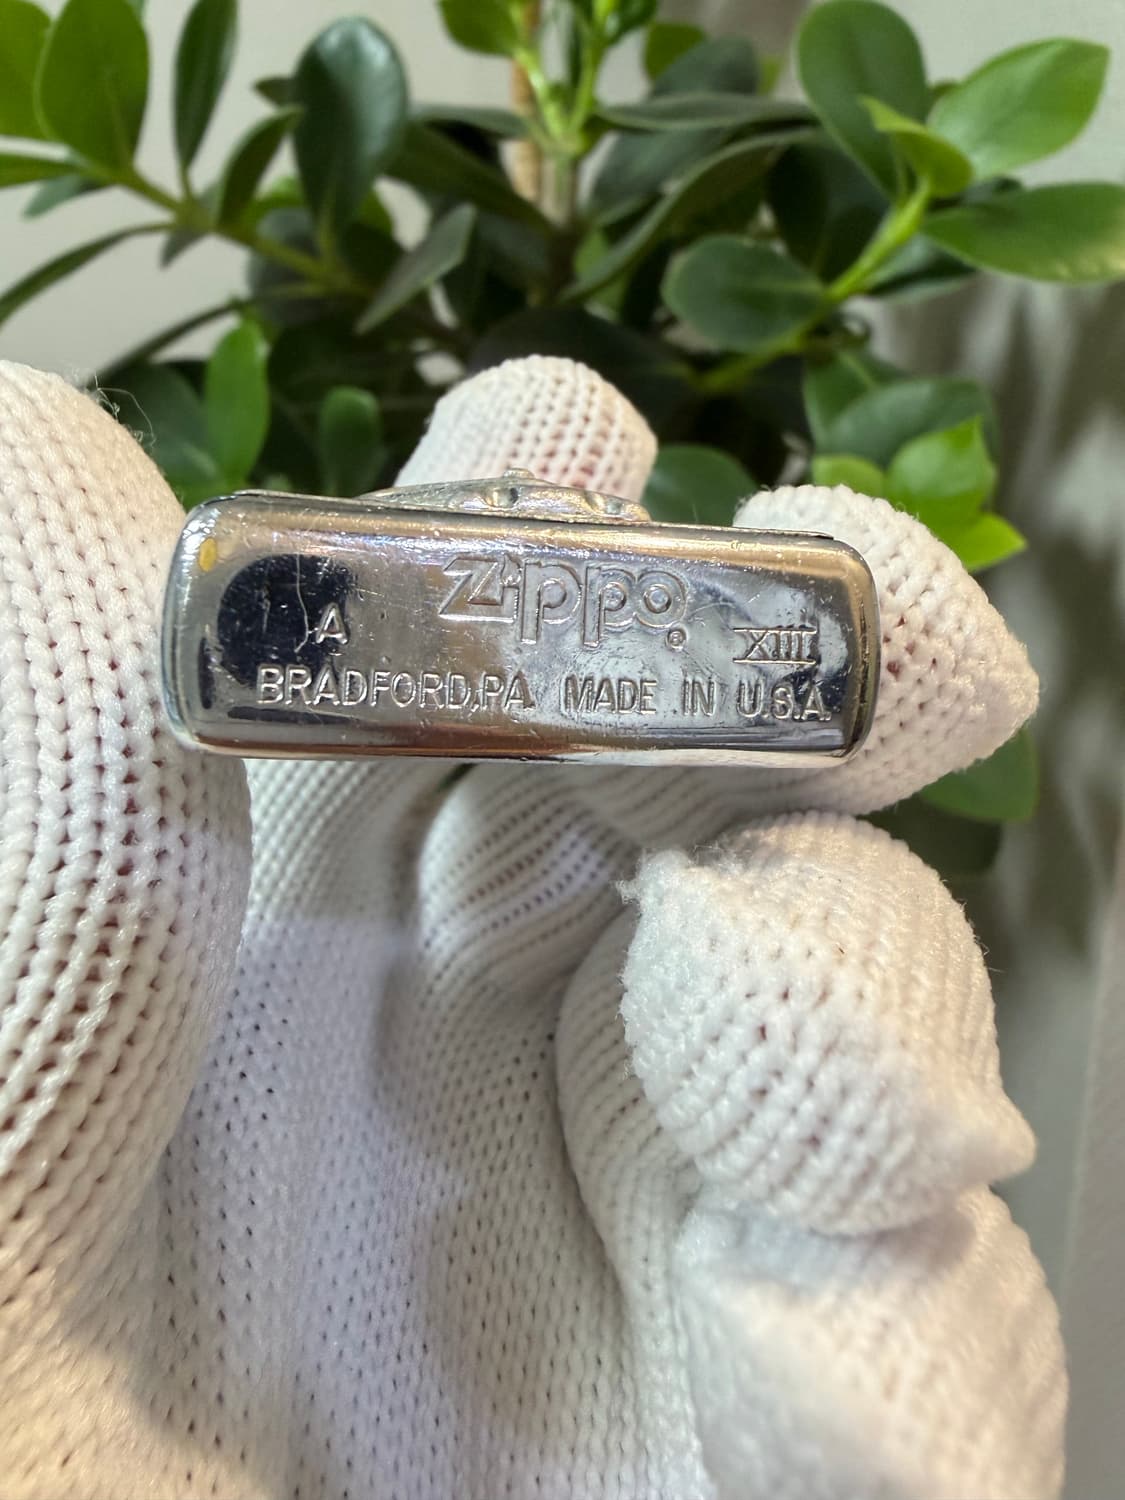 Zippo®
A XIII
BRADFORD,PA. MADE IN U.S.A.